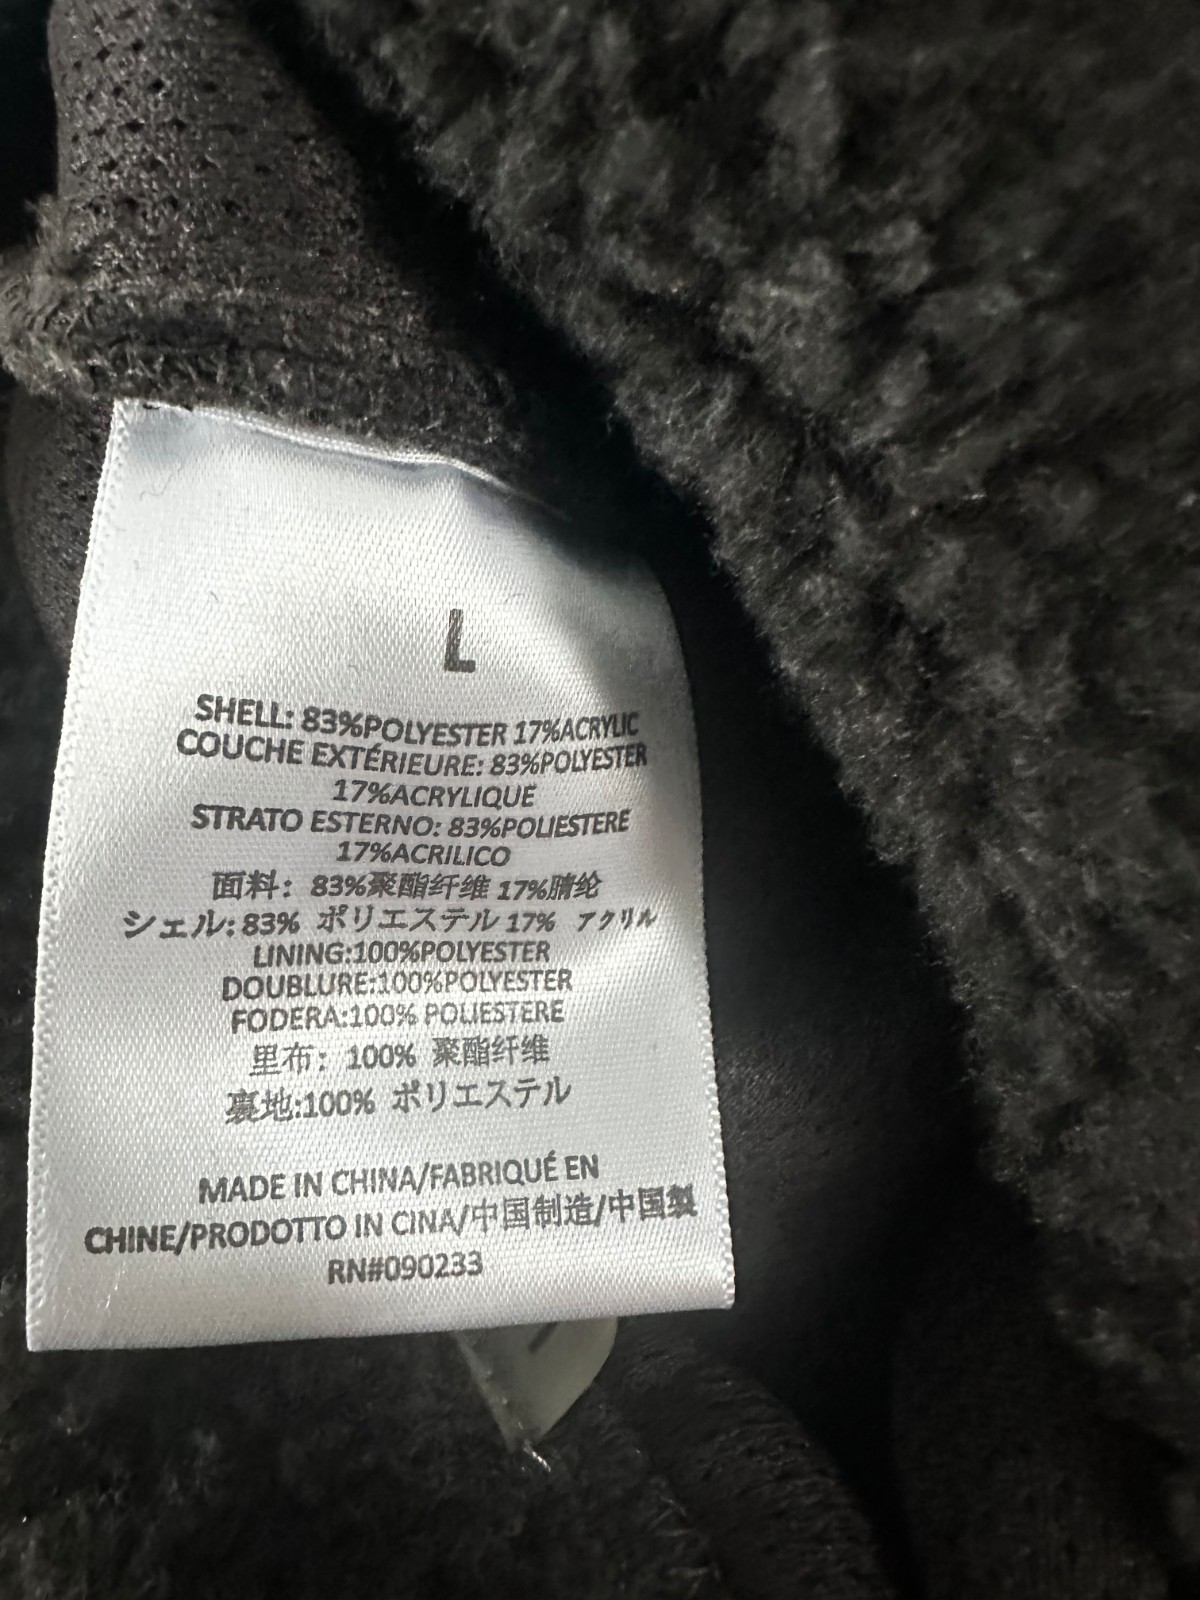 L
SHELL: 83%POLYESTER 17%ACRYLIC
COUCHE EXTÉRIEURE: 83%POLYESTER
17%ACRYLIQUE
STRATO ESTERNO: 83%POLIESTERE
17%ACRILICO
面料: 83%聚酯纤维 17%腈纶
シェル: 83% ポリエステル 17% アクリル
LINING:100%POLYESTER
DOUBLURE:100%POLYESTER
FODERA:100% POLIESTERE
里布: 100% 聚酯纤维
裏地:100% ポリエステル
MADE IN CHINA/FABRIQUÉ EN
CHINE/PRODOTTO IN CINA/中国制造/中国製
RN#090233